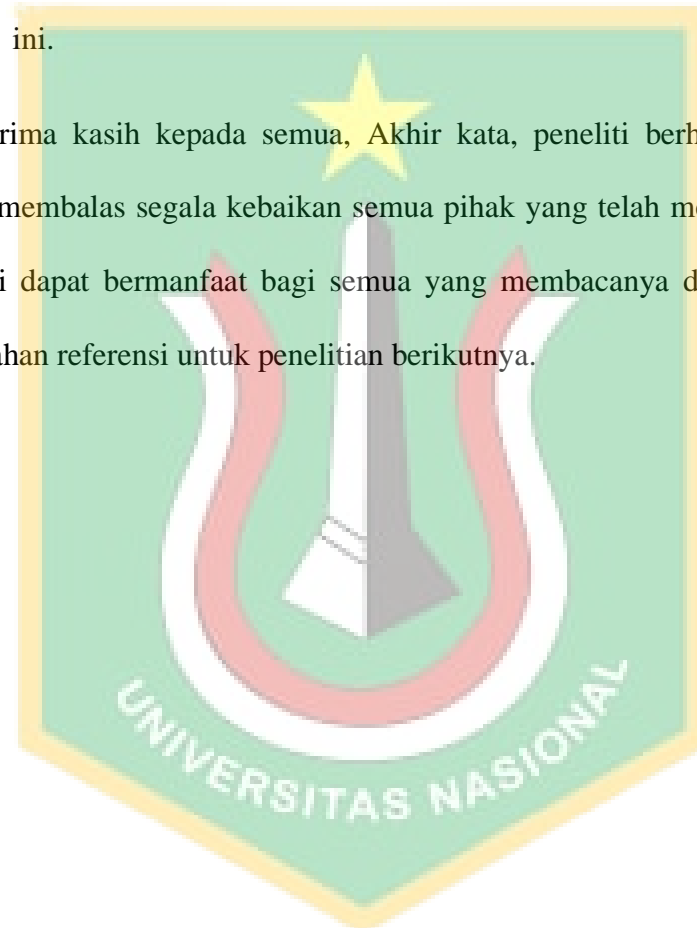 ini.
rima kasih kepada semua, Akhir kata, peneliti berh
membalas segala kebaikan semua pihak yang telah me
i dapat bermanfaat bagi semua yang membacanya d
ahan referensi untuk penelitian berikutnya.
UNIVERSITAS NASIONAL